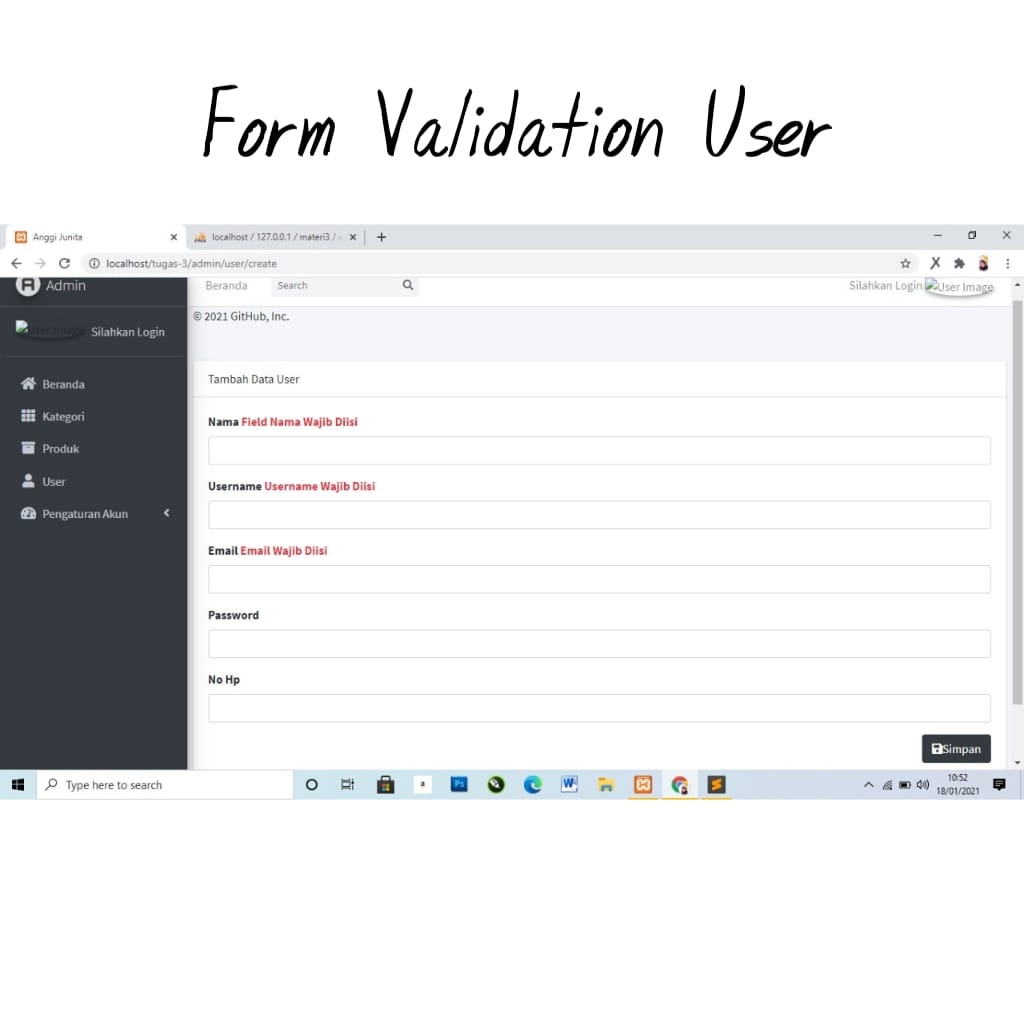 Form Validation User
Anggi Junita
localhost / 127.0.0.1 / materi3 /
localhost/tugas-3/admin/user/create
Admin
Beranda
Search
Silahkan Login
User Image
User Image
Silahkan Login
© 2021 GitHub, Inc.
Beranda
Kategori
Produk
User
Pengaturan Akun
Tambah Data User
Nama Field Nama Wajib Diisi
Username Username Wajib Diisi
Email Email Wajib Diisi
Password
No Hp
Simpan
Type here to search
a
Ps
W
10:52
18/01/2021